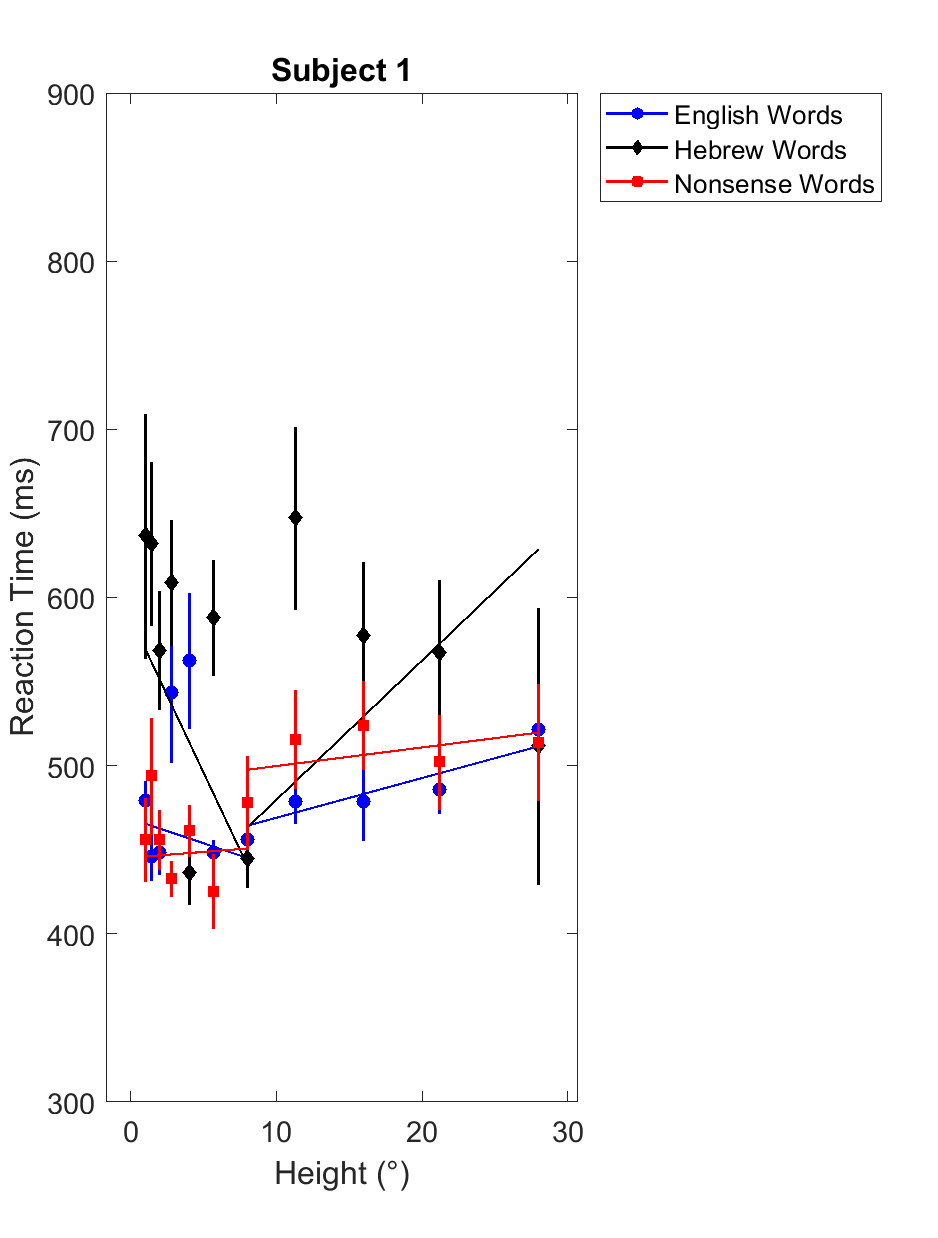 Subject 1
English Words
Hebrew Words
Nonsense Words
900
800
700
600
500
400
300
Reaction Time (ms)
0 10 20 30
Height (°)